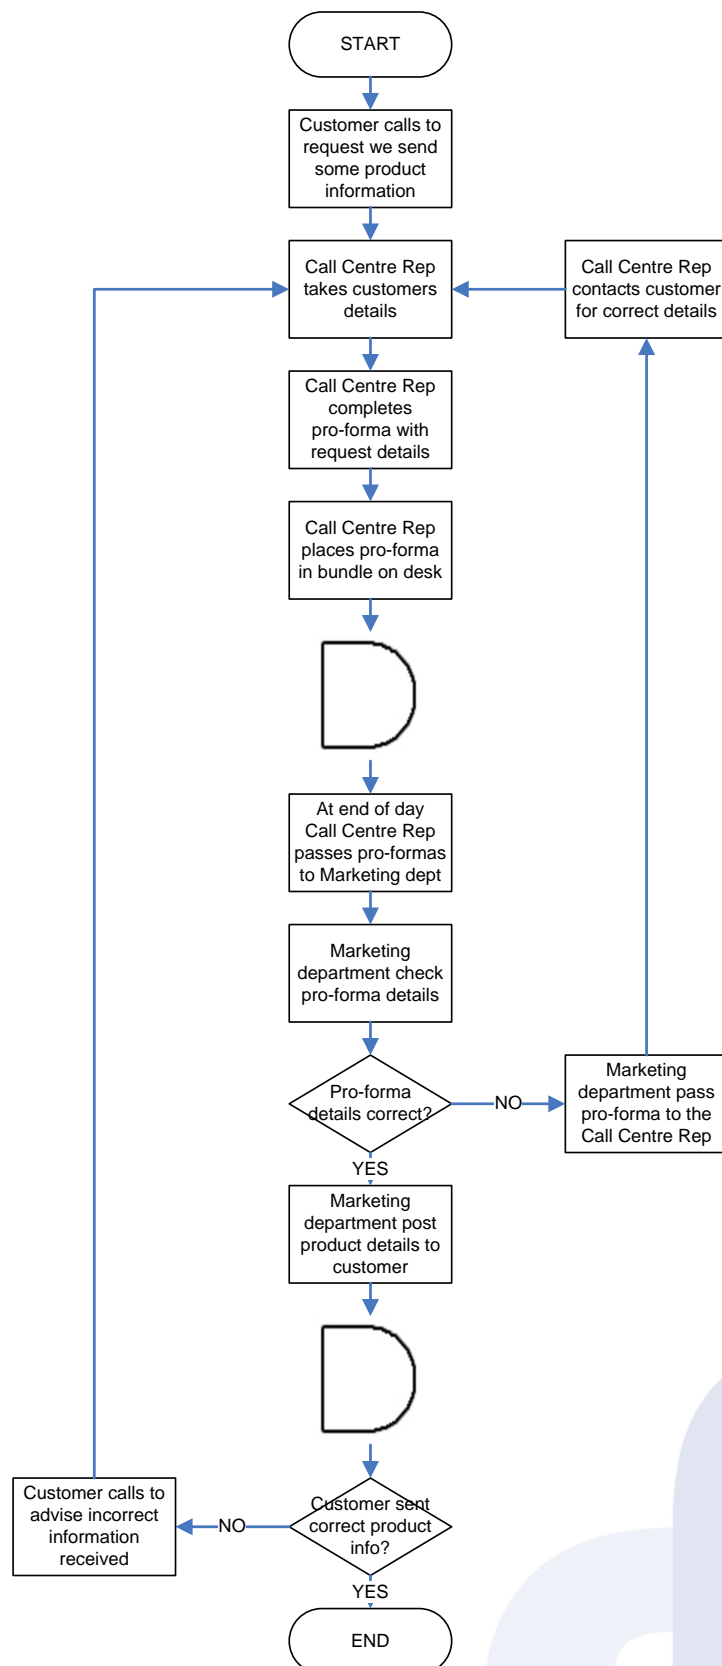 START
Customer calls to
request we send
some product
information
Call Centre Rep
takes customers
details
Call Centre Rep
contacts customer
for correct details
Call Centre Rep
completes
pro-forma with
request details
Call Centre Rep
places pro-forma
in bundle on desk
At end of day
Call Centre Rep
passes pro-formas
to Marketing dept
Marketing
department check
pro-forma details
Pro-forma
details correct?
NO
Marketing
department pass
pro-forma to the
Call Centre Rep
YES
Marketing
department post
product details to
customer
Customer sent
correct product
info?
NO
Customer calls to
advise incorrect
information
received
YES
END